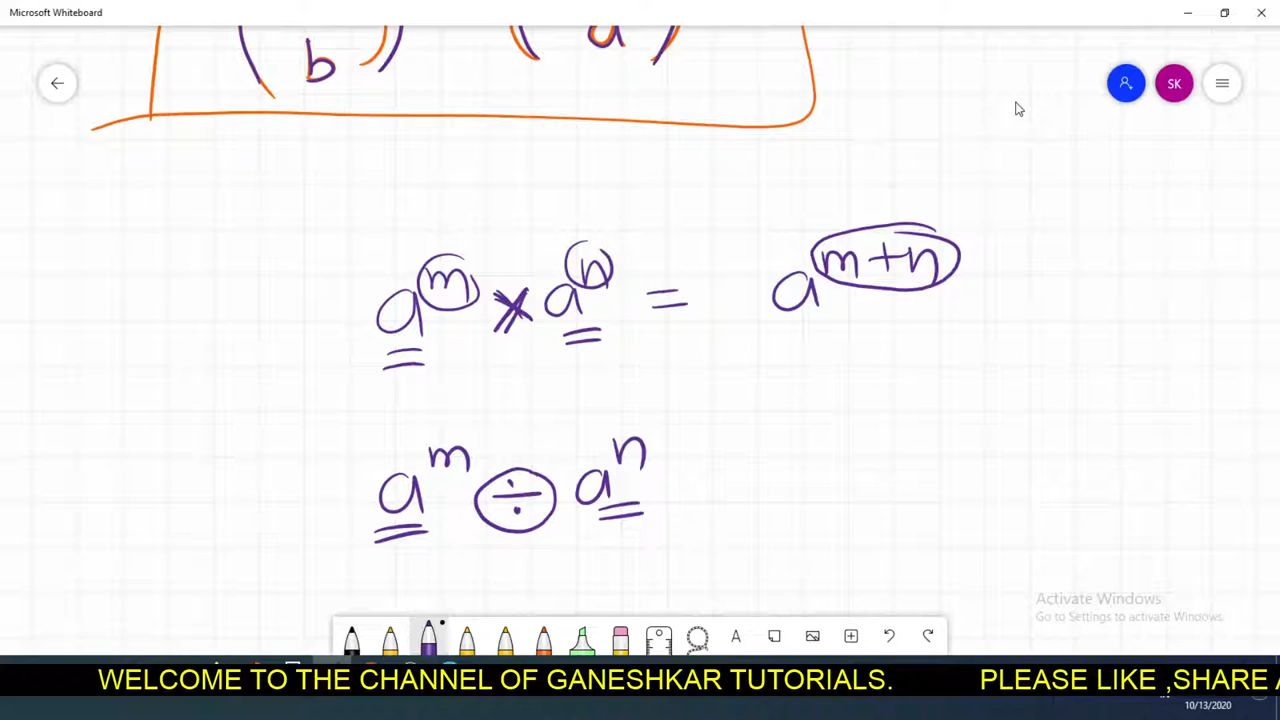 Microsoft Whiteboard
( b ) ( a )
SK
a^m × a^n = a^(m+n)
a^m ÷ a^n
Activate Windows
Go to Settings to activate Windows.
A
WELCOME TO THE CHANNEL OF GANESHKAR TUTORIALS. PLEASE LIKE ,SHARE A
10/13/2020